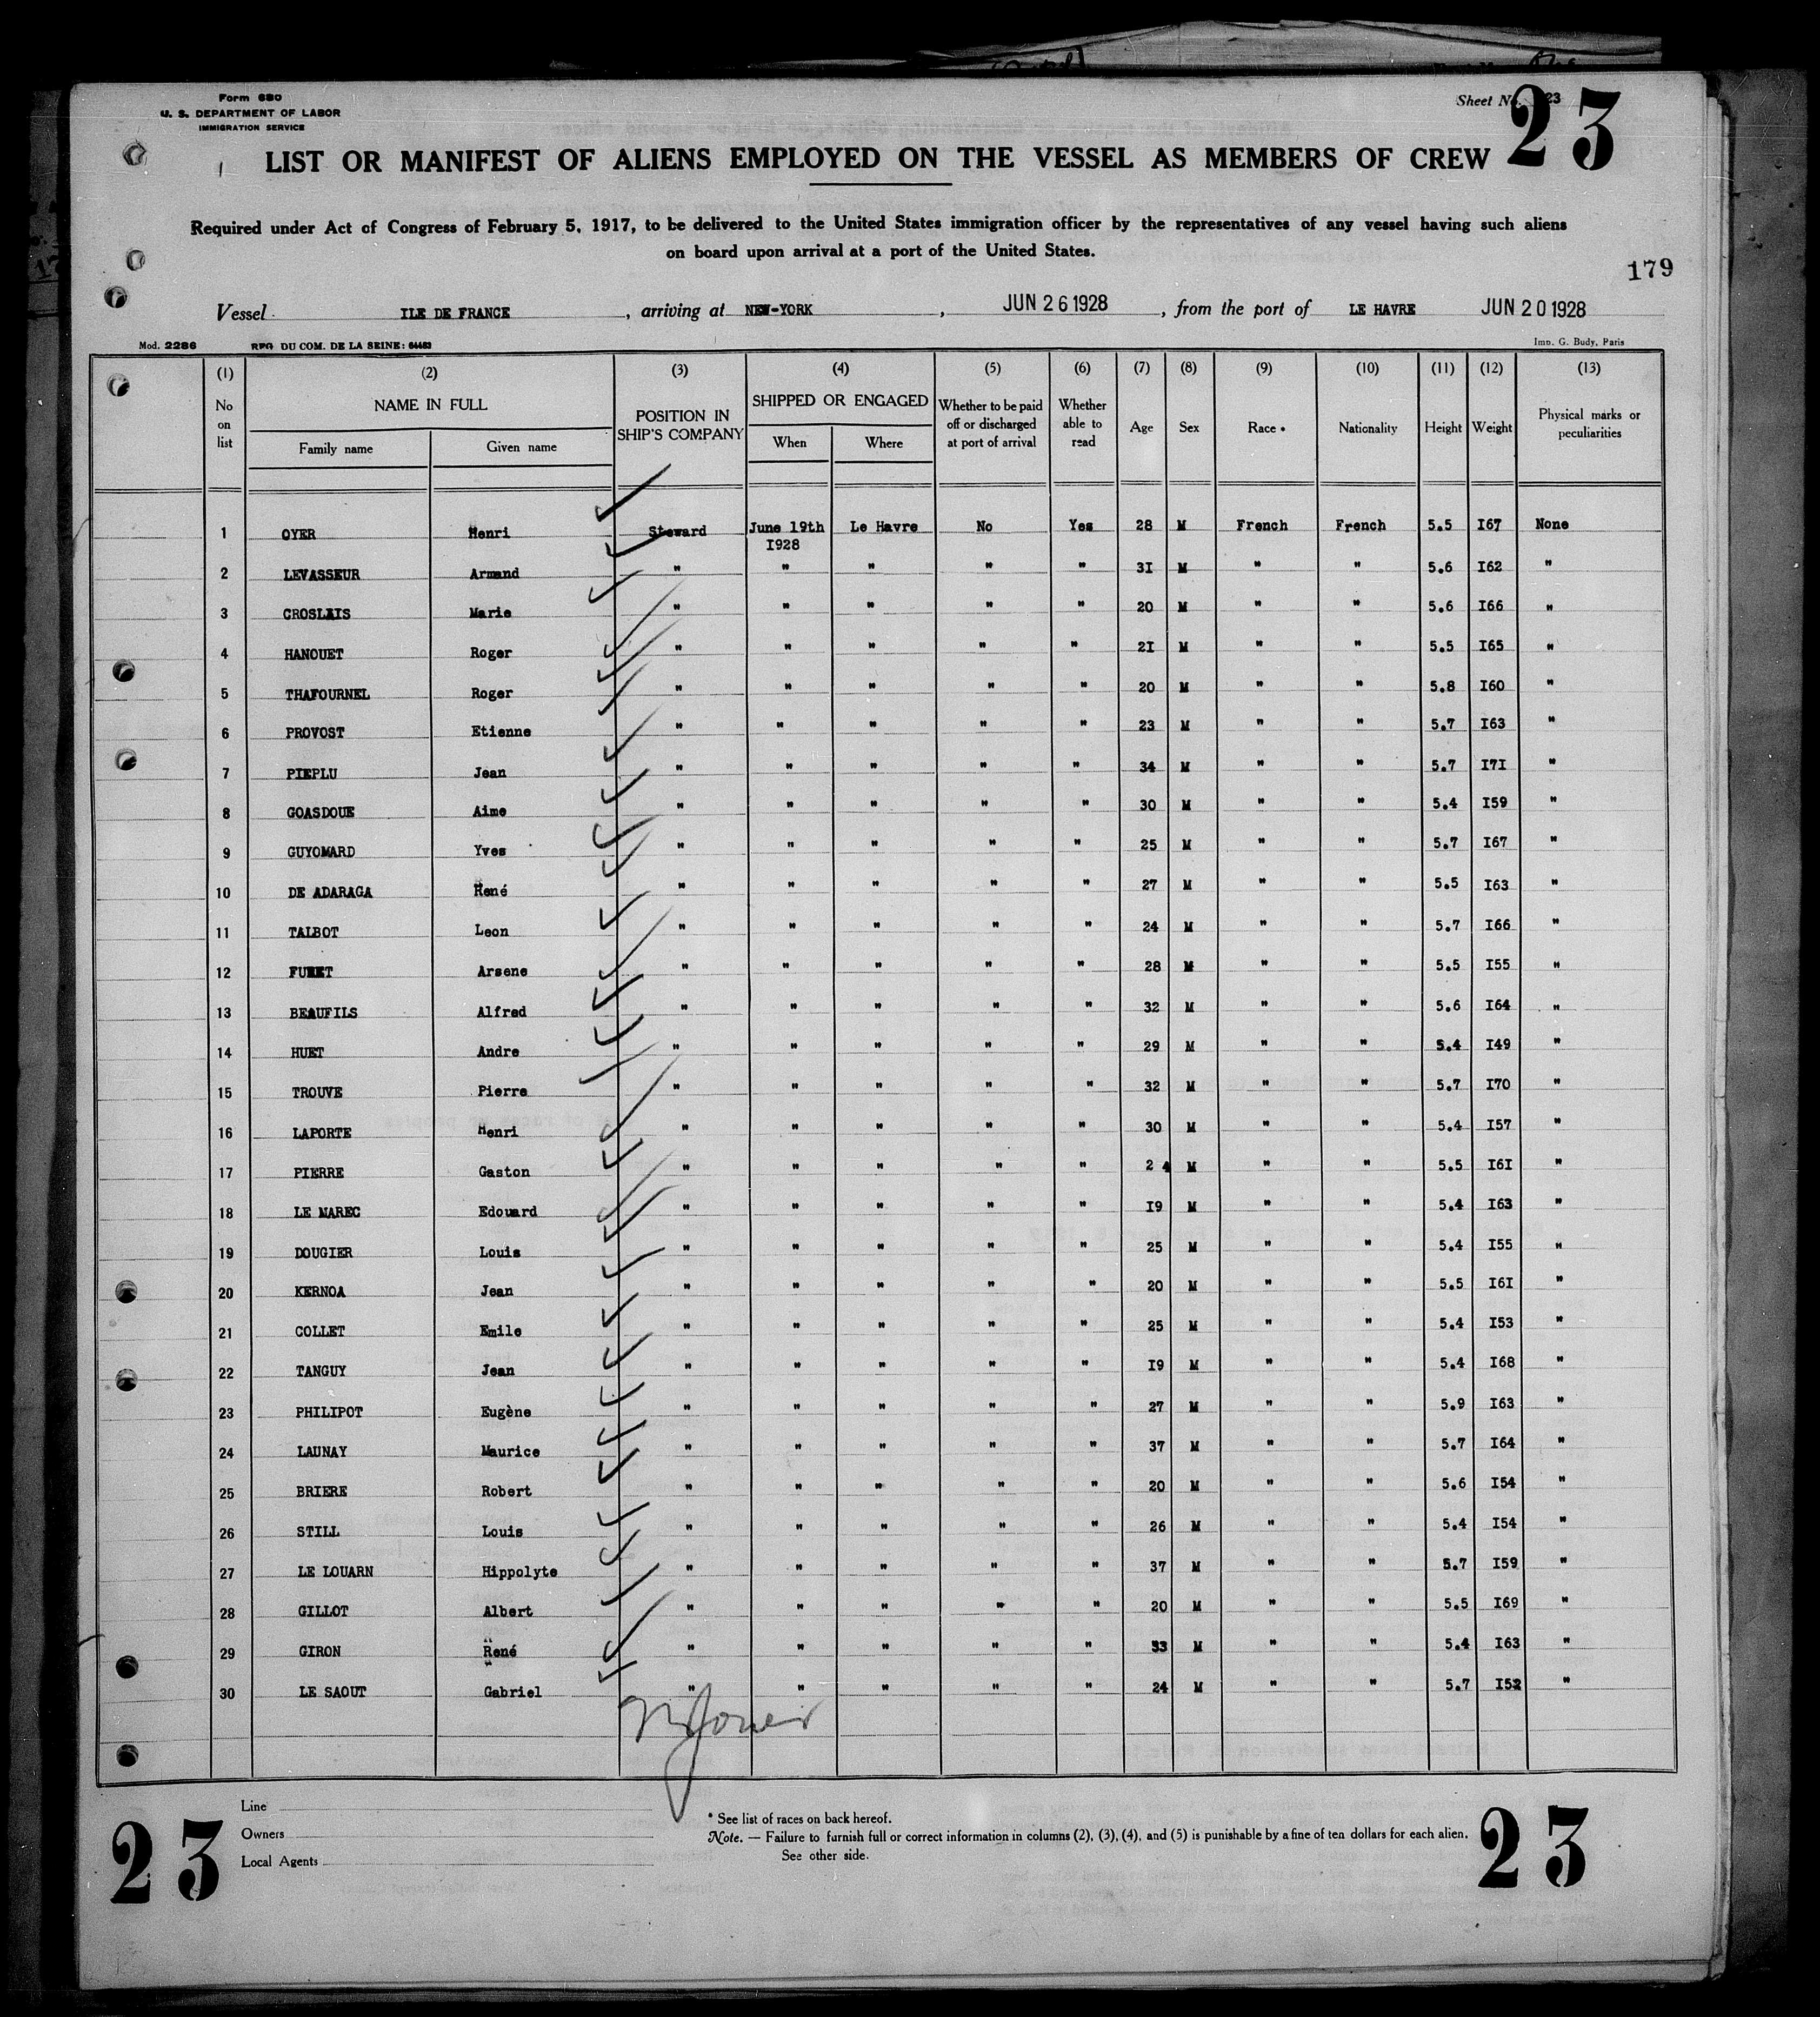 Form 680
U. S. DEPARTMENT OF LABOR
IMMIGRATION SERVICE
Sheet No. 23
23
LIST OR MANIFEST OF ALIENS EMPLOYED ON THE VESSEL AS MEMBERS OF CREW
Required under Act of Congress of February 5, 1917, to be delivered to the United States immigration officer by the representatives of any vessel having such aliens
on board upon arrival at a port of the United States.
179
Vessel ILE DE FRANCE, arriving at NEW-YORK, JUN 26 1928, from the port of LE HAVRE JUN 20 1928
Mod. 2286 REG DU COM. DE LA SEINE: 64463 Imp. G. Budy, Paris
(1) (2) (3) (4) (5) (6) (7) (8) (9) (10) (11) (12) (13)
No on list NAME IN FULL Family name Given name POSITION IN SHIP'S COMPANY SHIPPED OR ENGAGED When Where Whether to be paid off or discharged at port of arrival Whether able to read Age Sex Race * Nationality Height Weight Physical marks or peculiarities
1 OYER Henri Steward June 19th I928 Le Havre No Yes 28 M French French 5.5 I67 None
2 LEVASSEUR Armand " " " " " 3I M " " 5.6 I62 "
3 CROSLAIS Marie " " " " " 20 M " " 5.6 I66 "
4 HANOUET Roger " " " " " 2I M " " 5.5 I65 "
5 THAFOURNEL Roger " " " " " 20 M " " 5.8 I60 "
6 PROVOST Etienne " " " " " 23 M " " 5.7 I63 "
7 PIEPLU Jean " " " " " 34 M " " 5.7 I7I "
8 GOASDOUE Aime " " " " " 30 M " " 5.4 I59 "
9 GUYOMARD Yves " " " " " 25 M " " 5.7 I67 "
10 DE ADARAGA René " " " " " 27 M " " 5.5 I63 "
11 TALBOT Leon " " " " " 24 M " " 5.7 I66 "
12 Arsene " " " " " 28 M " " 5.5 I55 "
13 BEAUFILS Alfred " " " " " 32 M " " 5.6 I64 "
14 HUET Andre " " " " " 29 M " " 5.4 I49 "
15 TROUVE Pierre " " " " " 32 M " " 5.7 I70 "
16 LAPORTE Henri " " " " " 30 M " " 5.4 I57 "
17 PIERRE Gaston " " " " " 2 4 M " " 5.5 I6I "
18 LE MAREC Edouard " " " " " I9 M " " 5.4 I63 "
19 DOUGIER Louis " " " " " 25 M " " 5.4 I55 "
20 KERNOA Jean " " " " " 20 M " " 5.5 I6I "
21 COLLET Emile " " " " " 25 M " " 5.4 I53 "
22 TANGUY Jean " " " " " I9 M " " 5.4 I68 "
23 PHILIPOT Eugène " " " " " 27 M " " 5.9 I63 "
24 LAUNAY Maurice " " " " " 37 M " " 5.7 I64 "
25 BRIERE Robert " " " " " 20 M " " 5.6 I54 "
26 STILL Louis " " " " " 26 M " " 5.4 I54 "
27 LE LOUARN Hippolyte " " " " " 37 M " " 5.7 I59 "
28 GILLOT Albert " " " " " 20 M " " 5.5 I69 "
29 GIRON René " " " " " 33 M " " 5.4 I63 "
30 LE SAOUT Gabriel " " " " " 24 M " " 5.7 I52 "
Line
Owners
Local Agents
* See list of races on back hereof.
Note. — Failure to furnish full or correct information in columns (2), (3), (4), and (5) is punishable by a fine of ten dollars for each alien.
See other side.
23
23